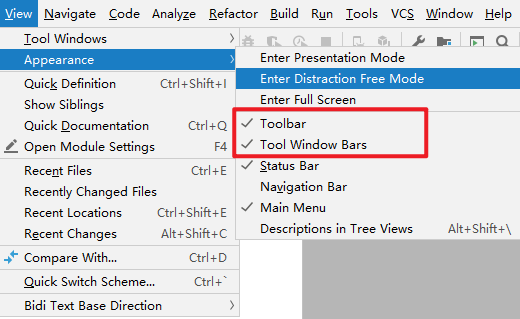 View Navigate Code Analyze Refactor Build Run Tools VCS Window Help
Tool Windows
Appearance
Quick Definition Ctrl+Shift+I
Show Siblings
Quick Documentation Ctrl+Q
Open Module Settings F4
Recent Files Ctrl+E
Recently Changed Files
Recent Locations Ctrl+Shift+E
Recent Changes Alt+Shift+C
Compare With... Ctrl+D
Quick Switch Scheme... Ctrl+`
Bidi Text Base Direction
Enter Presentation Mode
Enter Distraction Free Mode
Enter Full Screen
Toolbar
Tool Window Bars
Status Bar
Navigation Bar
Main Menu
Descriptions in Tree Views Alt+Shift+\